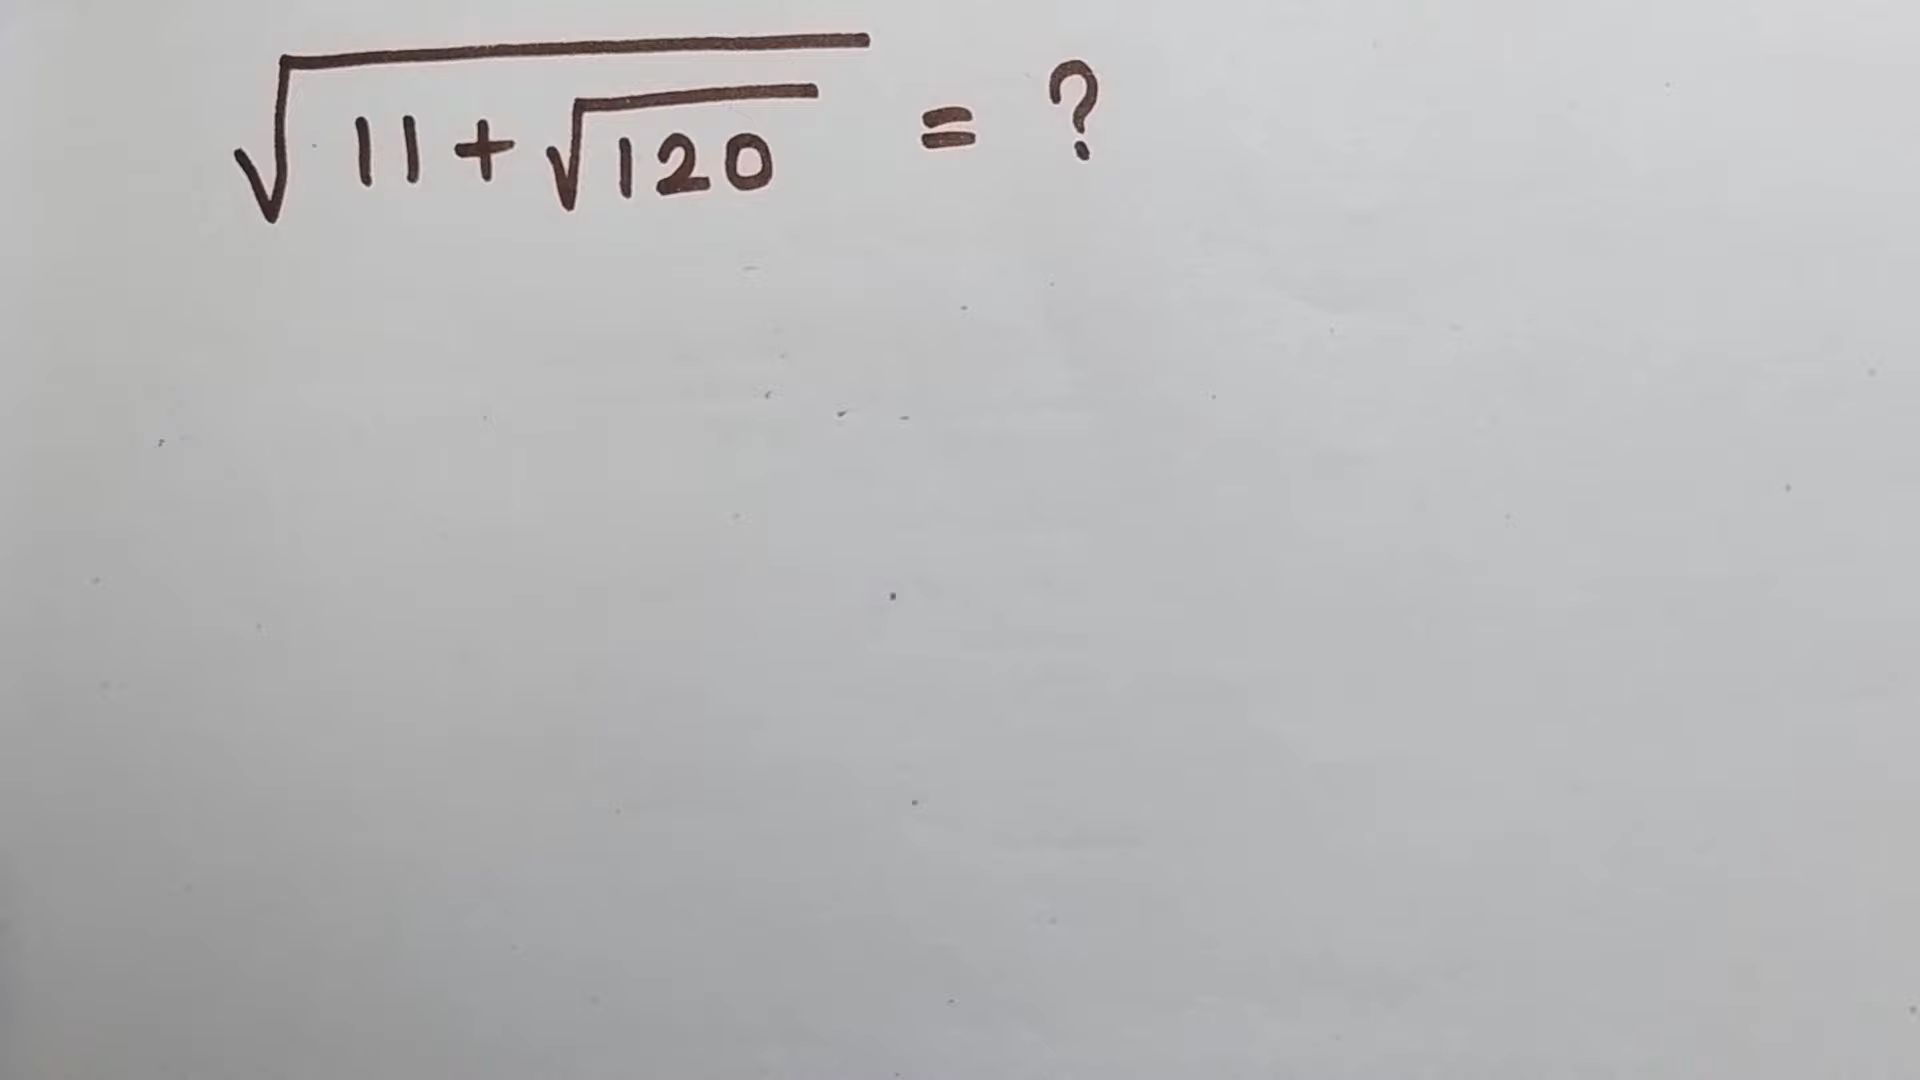 √(11+√120) = ?